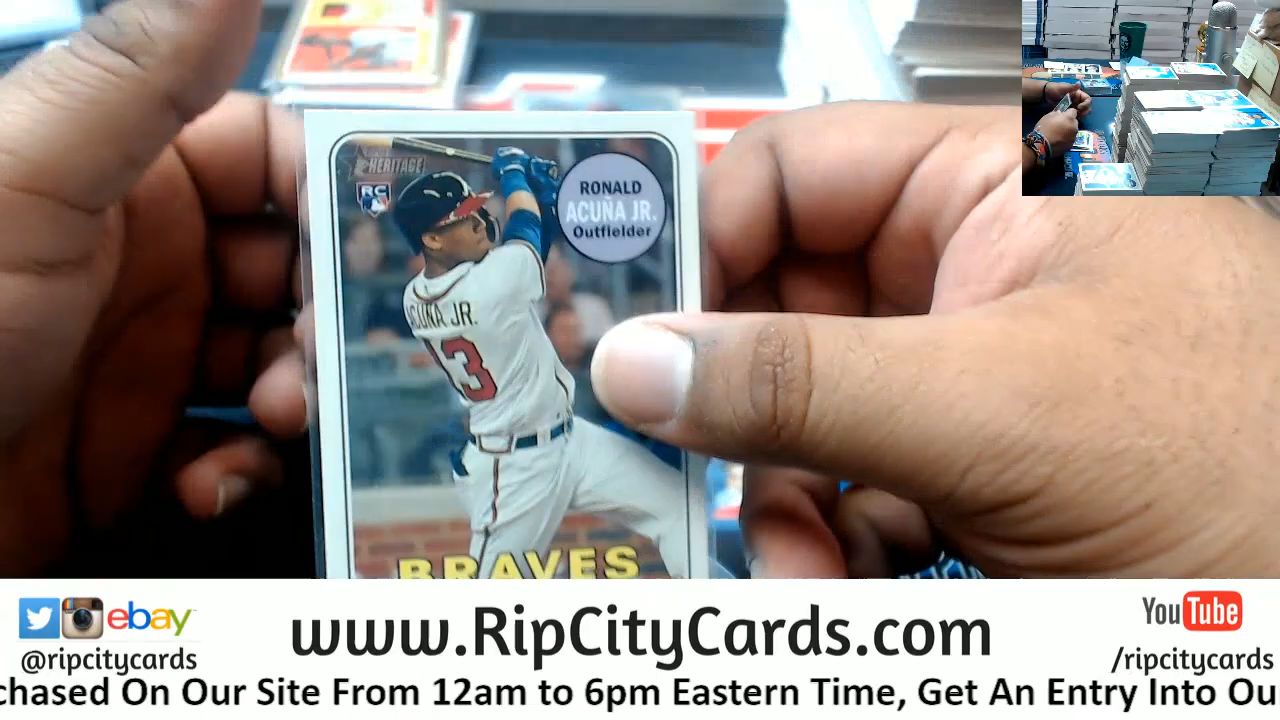 HERITAGE
RC
RONALD
ACUÑA JR.
Outfielder
ACUÑA JR.
13
BRAVES
ebay
www.RipCityCards.com
YouTube
@ripcitycards
/ripcitycards
chased On Our Site From 12am to 6pm Eastern Time, Get An Entry Into Ou